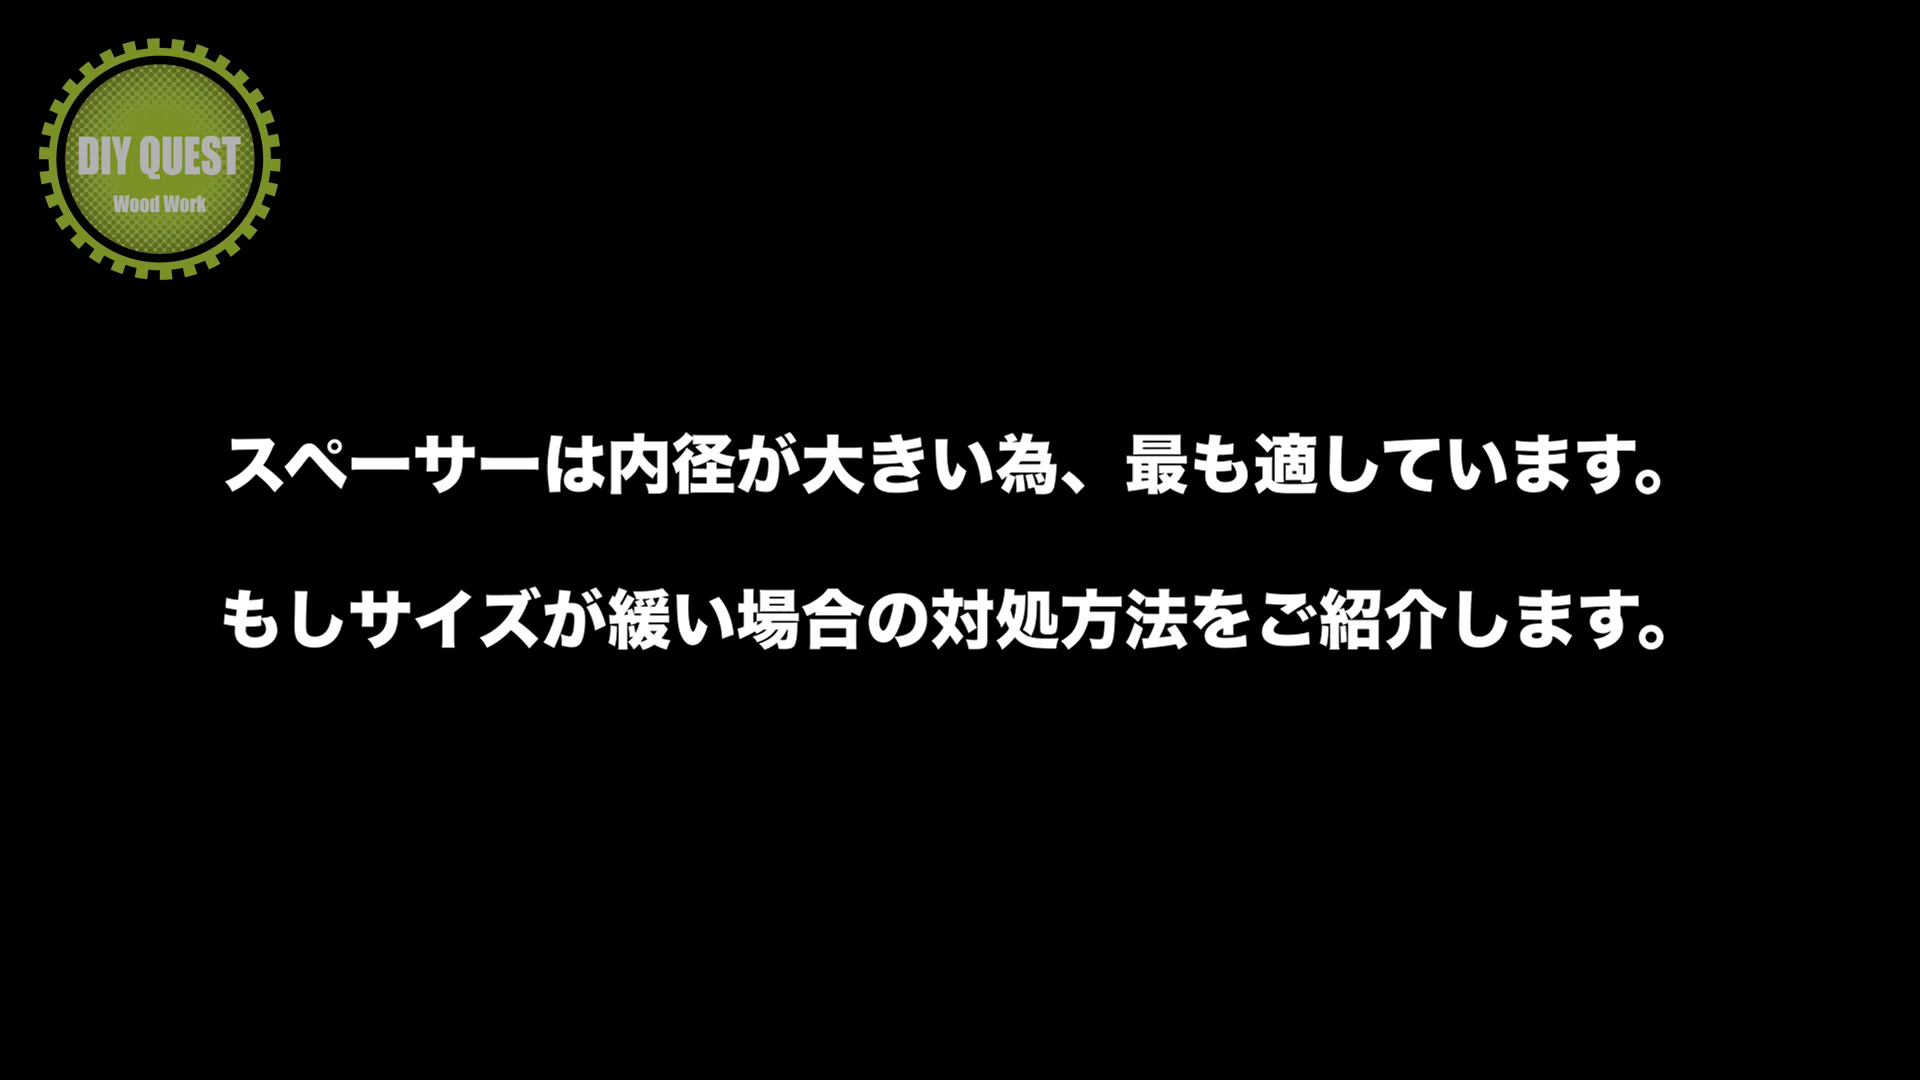 DIY QUEST
Wood Work
スペーサーは内径が大きい為、最も適しています。
もしサイズが緩い場合の対処方法をご紹介します。